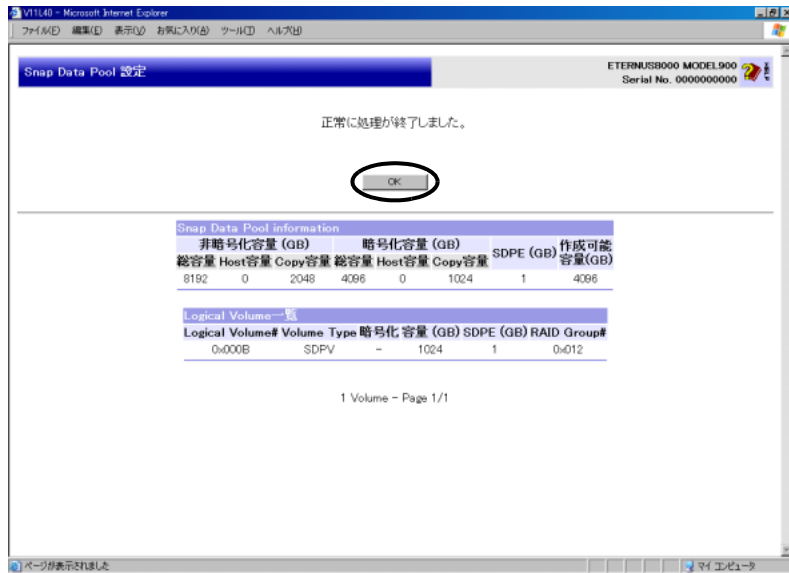 V11L40 - Microsoft Internet Explorer
ファイル(F) 編集(E) 表示(V) お気に入り(A) ツール(T) ヘルプ(H)
Snap Data Pool 設定
ETERNUS8000 MODEL900
Serial No. 0000000000
正常に処理が終了しました。
OK
Snap Data Pool information
非暗号化容量 (GB) 暗号化容量 (GB) SDPE (GB) 作成可能容量(GB)
総容量 Host容量 Copy容量 総容量 Host容量 Copy容量
8192 0 2048 4096 0 1024 1 4096
Logical Volume一覧
Logical Volume# Volume Type 暗号化 容量 (GB) SDPE (GB) RAID Group#
0x000B SDPV - 1024 1 0x012
1 Volume - Page 1/1
ページが表示されました
マイ コンピュータ